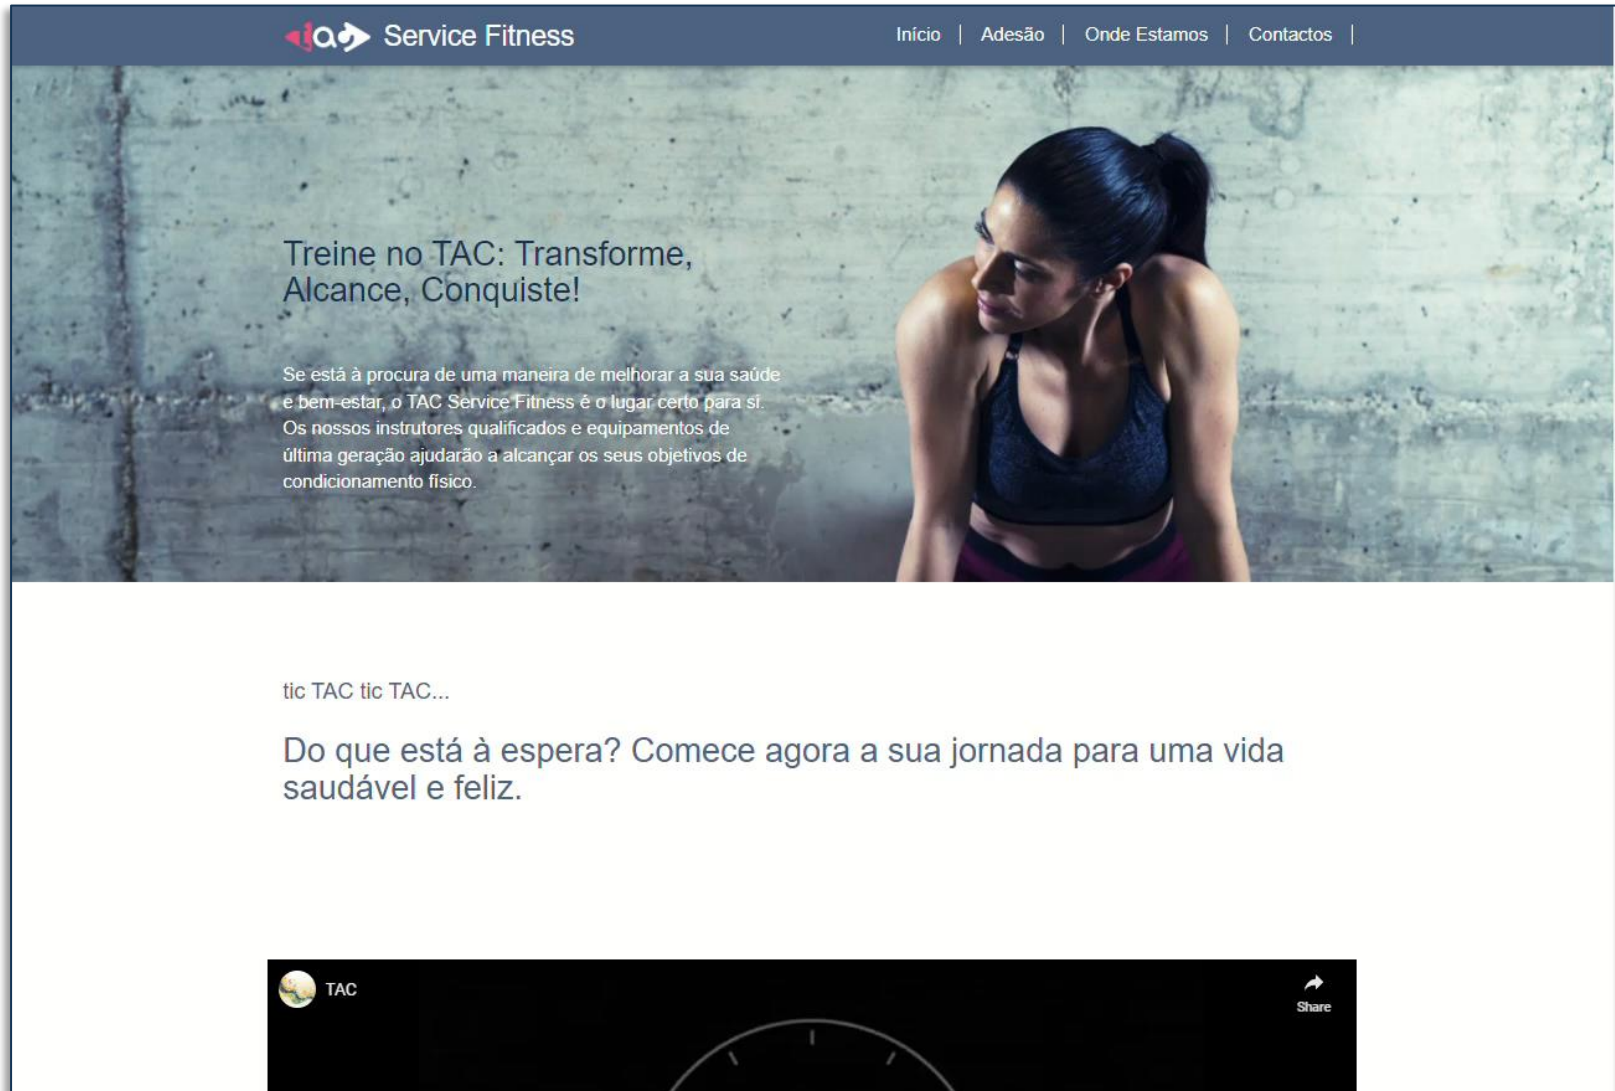 Service Fitness
Início | Adesão | Onde Estamos | Contactos |
Treine no TAC: Transforme,
Alcance, Conquiste!
Se está à procura de uma maneira de melhorar a sua saúde
e bem-estar, o TAC Service Fitness é o lugar certo para si.
Os nossos instrutores qualificados e equipamentos de
última geração ajudarão a alcançar os seus objetivos de
condicionamento físico.
tic TAC tic TAC...
Do que está à espera? Comece agora a sua jornada para uma vida
saudável e feliz.
TAC
Share